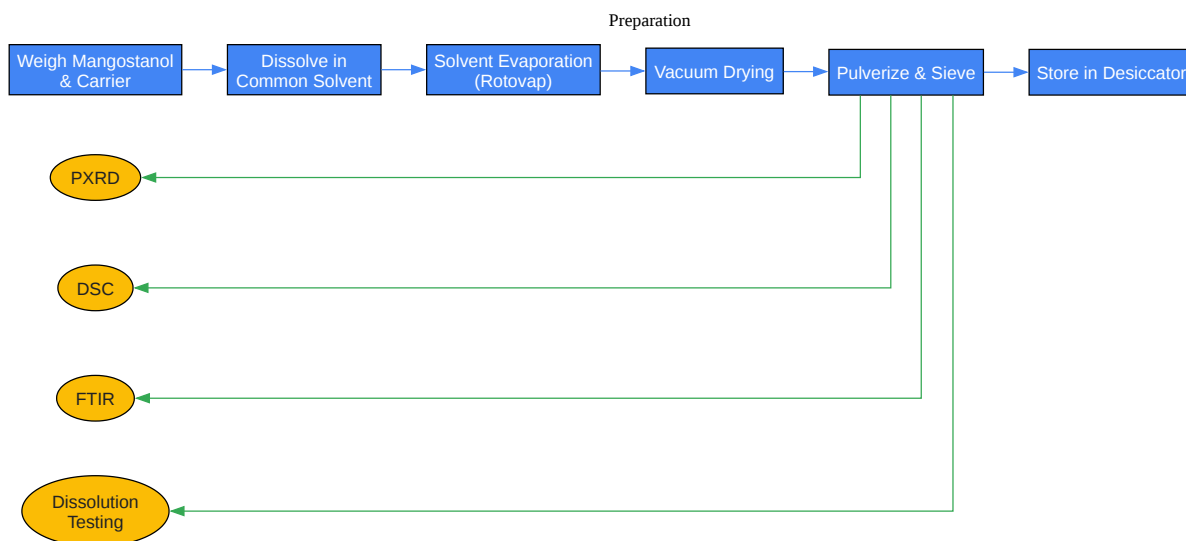 Preparation
Weigh Mangostanol
& Carrier
Dissolve in
Common Solvent
Solvent Evaporation
(Rotovap)
Vacuum Drying
Pulverize & Sieve
Store in Desiccator
PXRD
DSC
FTIR
Dissolution
Testing